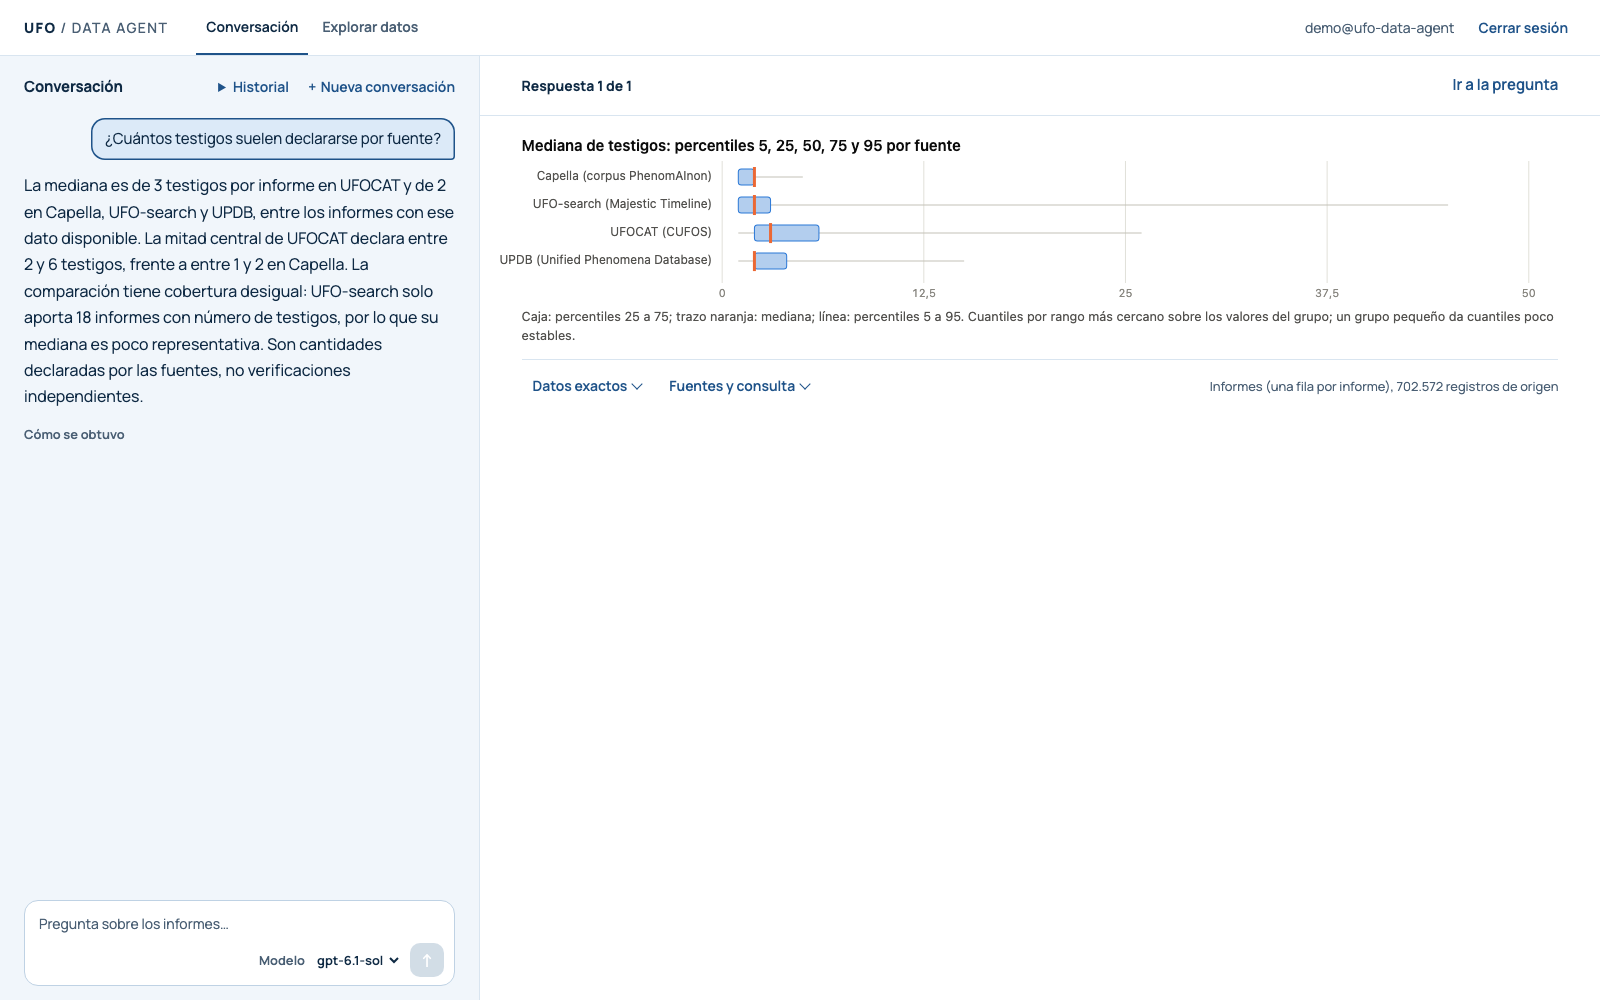 UFO / DATA AGENT
Conversación
Explorar datos
demo@ufo-data-agent
Cerrar sesión
Conversación
Historial
+ Nueva conversación
¿Cuántos testigos suelen declararse por fuente?
La mediana es de 3 testigos por informe en UFOCAT y de 2
en Capella, UFO-search y UPDB, entre los informes con ese
dato disponible. La mitad central de UFOCAT declara entre
2 y 6 testigos, frente a entre 1 y 2 en Capella. La
comparación tiene cobertura desigual: UFO-search solo
aporta 18 informes con número de testigos, por lo que su
mediana es poco representativa. Son cantidades
declaradas por las fuentes, no verificaciones
independientes.
Cómo se obtuvo
Pregunta sobre los informes…
Modelo
gpt-6.1-sol
Respuesta 1 de 1
Ir a la pregunta
Mediana de testigos: percentiles 5, 25, 50, 75 y 95 por fuente
Capella (corpus PhenomAInon)
UFO-search (Majestic Timeline)
UFOCAT (CUFOS)
UPDB (Unified Phenomena Database)
0
12,5
25
37,5
50
Caja: percentiles 25 a 75; trazo naranja: mediana; línea: percentiles 5 a 95. Cuantiles por rango más cercano sobre los valores del grupo; un grupo pequeño da cuantiles poco
estables.
Datos exactos
Fuentes y consulta
Informes (una fila por informe), 702.572 registros de origen